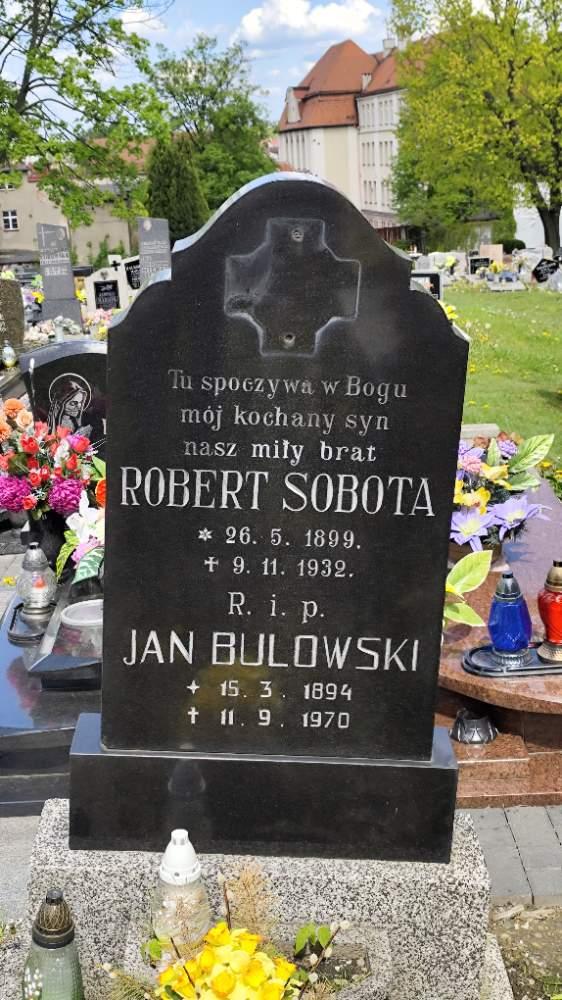 Tu spoczywa w Bogu
mój kochany syn
nasz miły brat
ROBERT SOBOTA
* 26. 5. 1899.
✝ 9. 11. 1932.
R. i. p.
JAN BULOWSKI
✦ 15. 3. 1894
✝ 11. 9. 1970